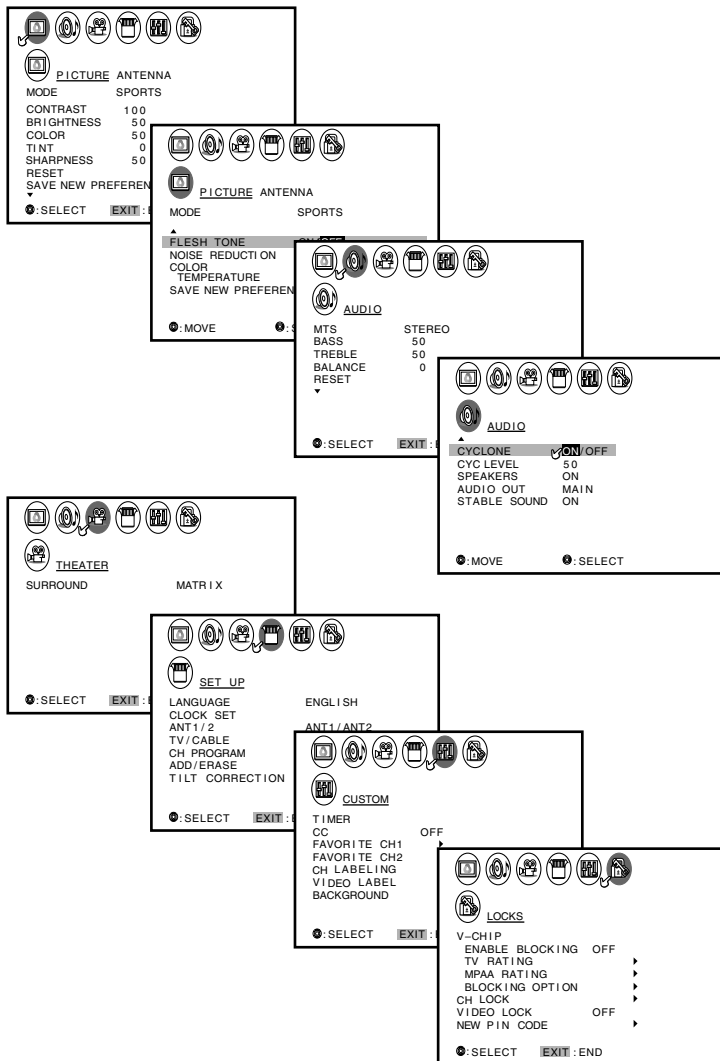 PICTURE ANTENNA
MODE SPORTS
CONTRAST 100
BRIGHTNESS 50
COLOR 50
TINT 0
SHARPNESS 50
RESET
SAVE NEW PREFEREN
:SELECT EXIT :
PICTURE ANTENNA
MODE SPORTS
FLESH TONE
NOISE REDUCTION
COLOR
TEMPERATURE
SAVE NEW PREFEREN
:MOVE :
AUDIO
MTS STEREO
BASS 50
TREBLE 50
BALANCE 0
RESET
:SELECT EXIT :
AUDIO
CYCLONE ON/OFF
CYC LEVEL 50
SPEAKERS ON
AUDIO OUT MAIN
STABLE SOUND ON
:MOVE :SELECT
THEATER
SURROUND MATRIX
:SELECT EXIT :
SET UP
LANGUAGE ENGLISH
CLOCK SET
ANT1/2 ANT1/ANT2
TV/CABLE
CH PROGRAM
ADD/ERASE
TILT CORRECTION
:SELECT EXIT :
CUSTOM
TIMER
CC OFF
FAVORITE CH1
FAVORITE CH2
CH LABELING
VIDEO LABEL
BACKGROUND
:SELECT EXIT :
LOCKS
V-CHIP
ENABLE BLOCKING OFF
TV RATING
MPAA RATING
BLOCKING OPTION
CH LOCK
VIDEO LOCK OFF
NEW PIN CODE
:SELECT EXIT :END